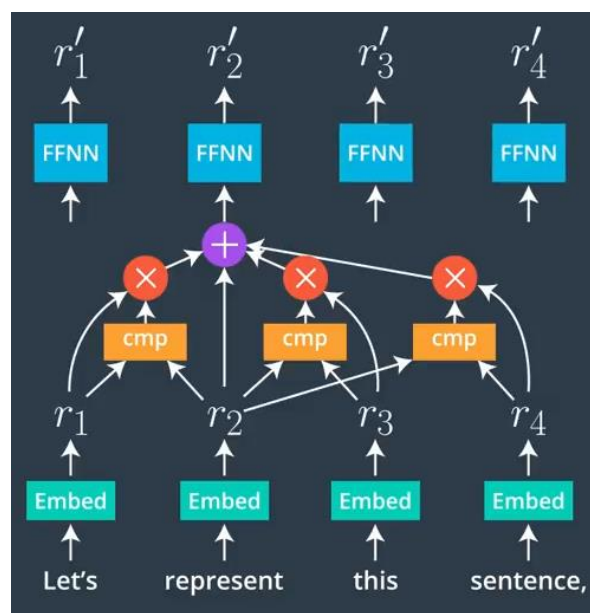 r′₁ r′₂ r′₃ r′₄
FFNN FFNN FFNN FFNN
+
× × ×
cmp cmp cmp
r₁ r₂ r₃ r₄
Embed Embed Embed Embed
Let's represent this sentence,